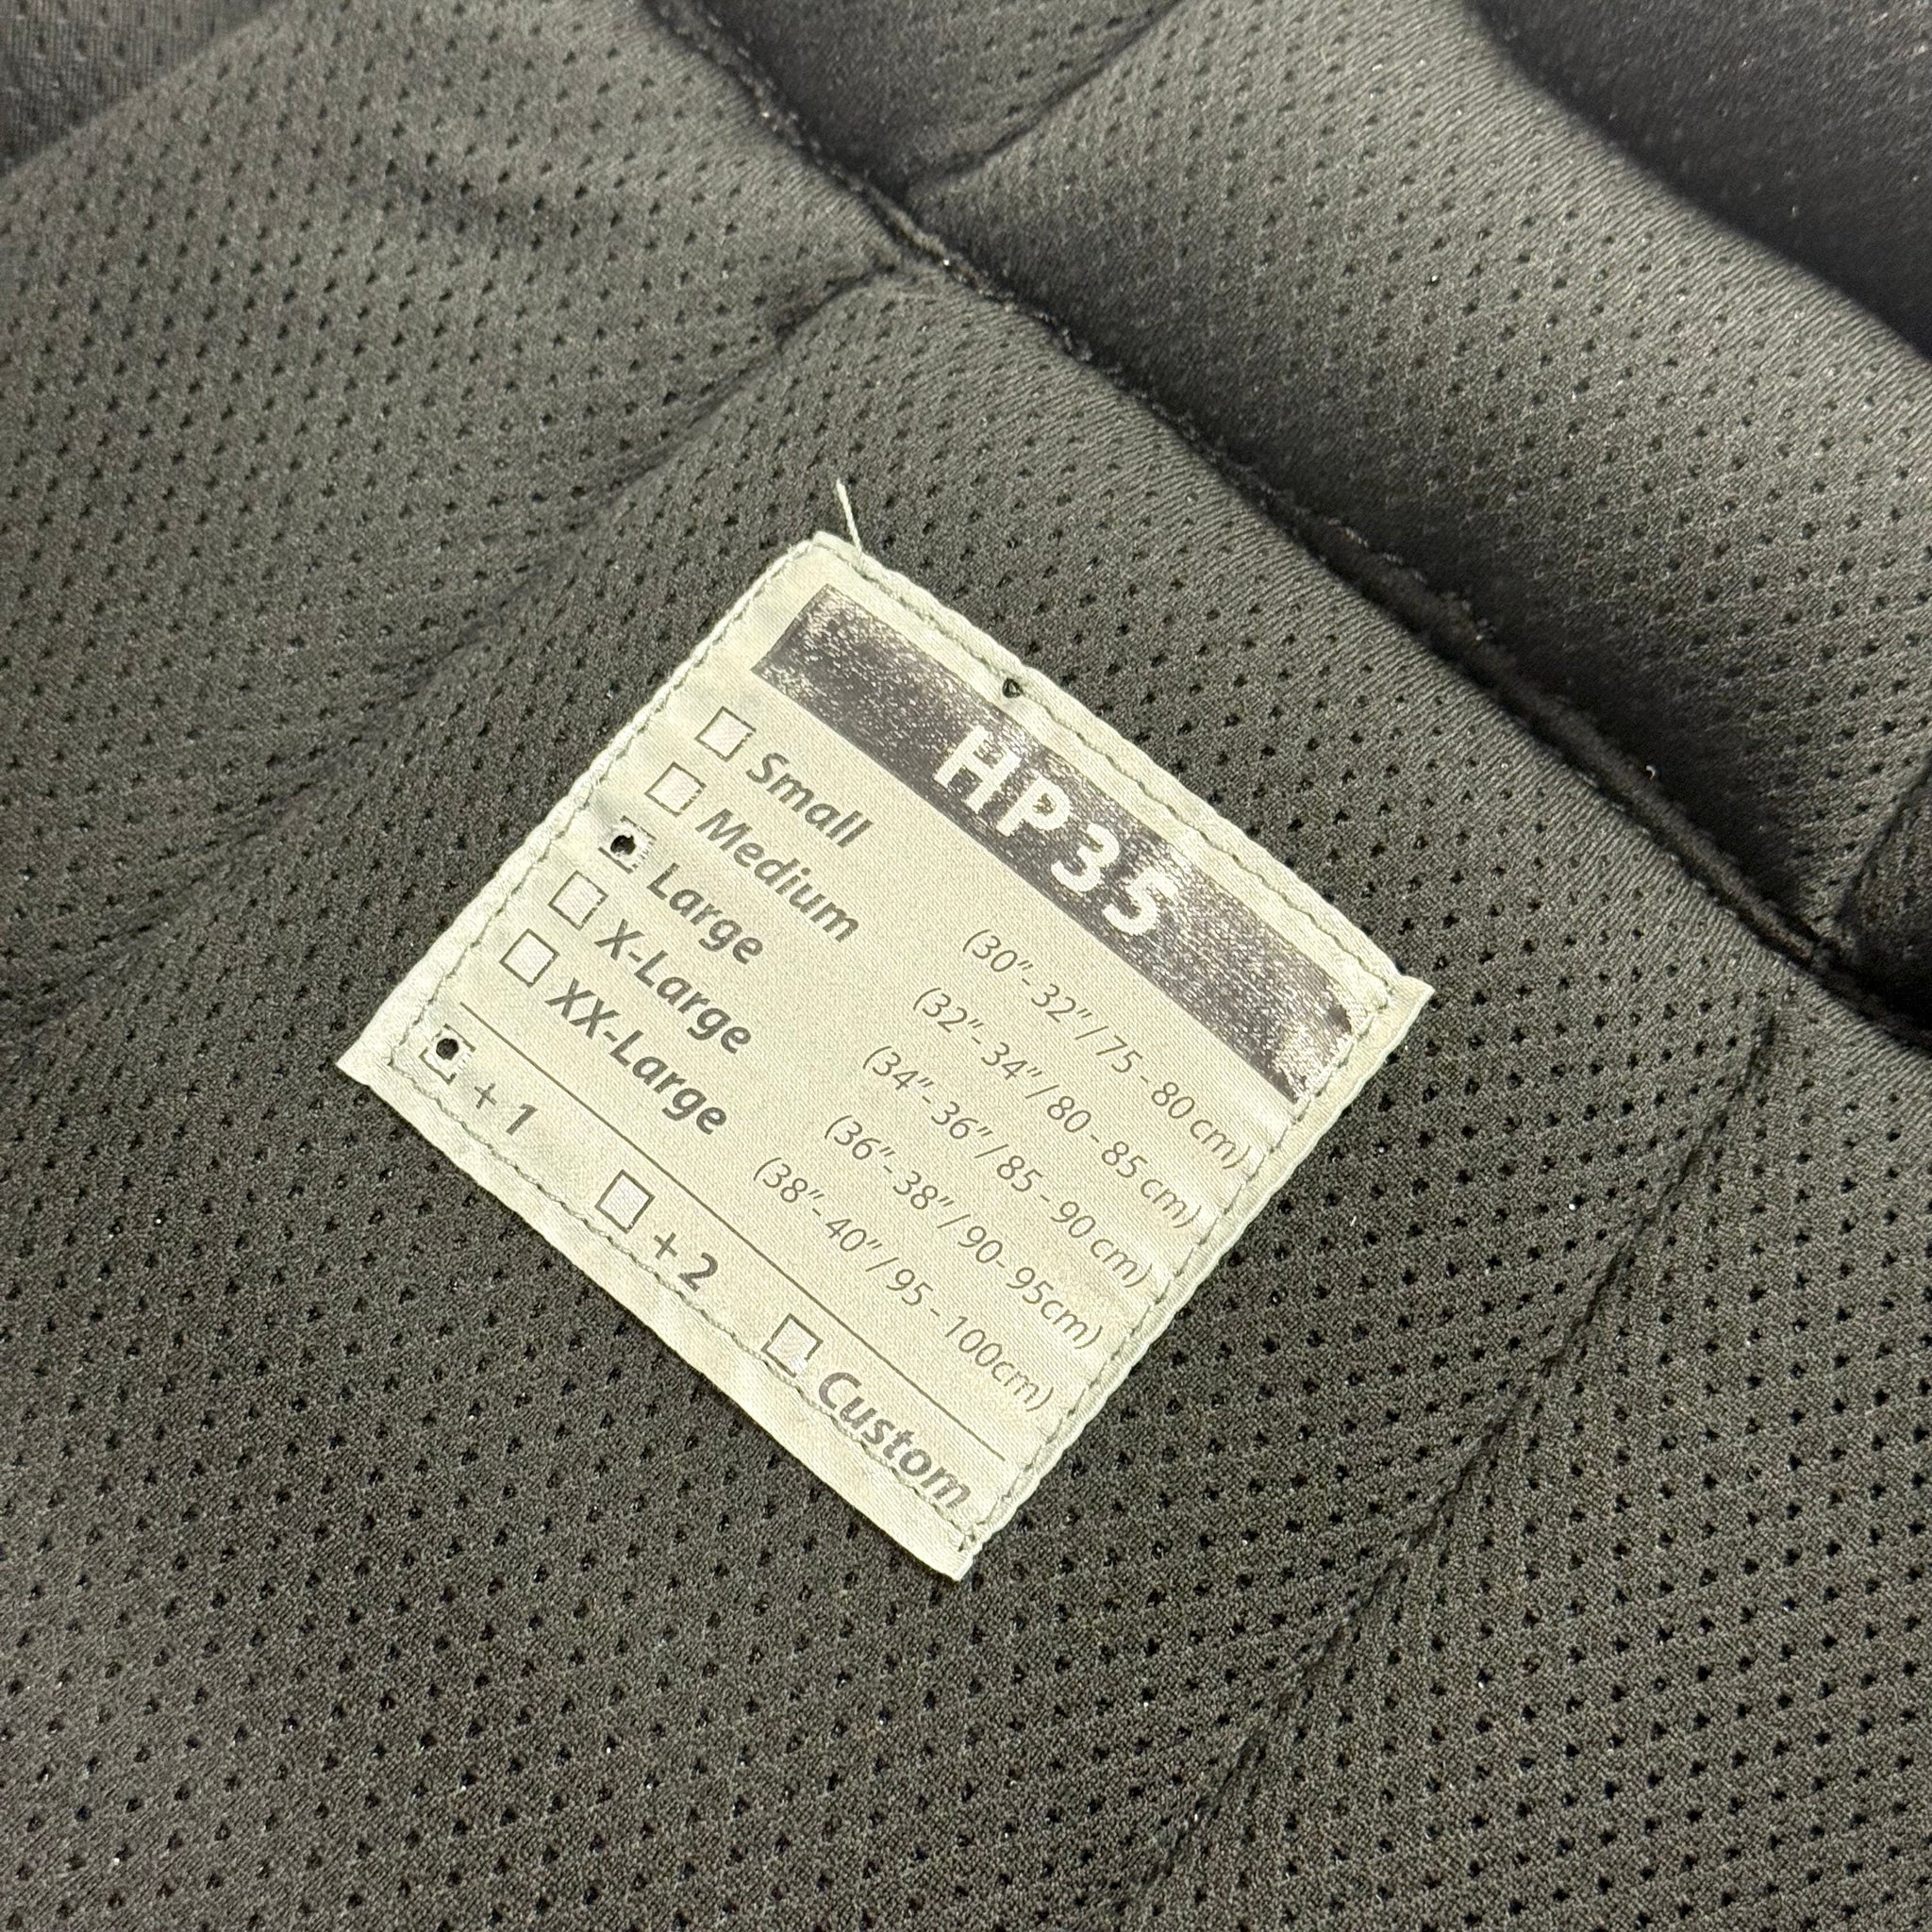 HP35
Small (30"-32"/ 75 - 80 cm)
Medium (32"- 34"/ 80 - 85 cm)
Large (34"- 36"/ 85 - 90 cm)
X-Large (36"-38"/ 90- 95cm)
XX-Large (38"- 40"/ 95 - 100cm)
+ 1 + 2 Custom